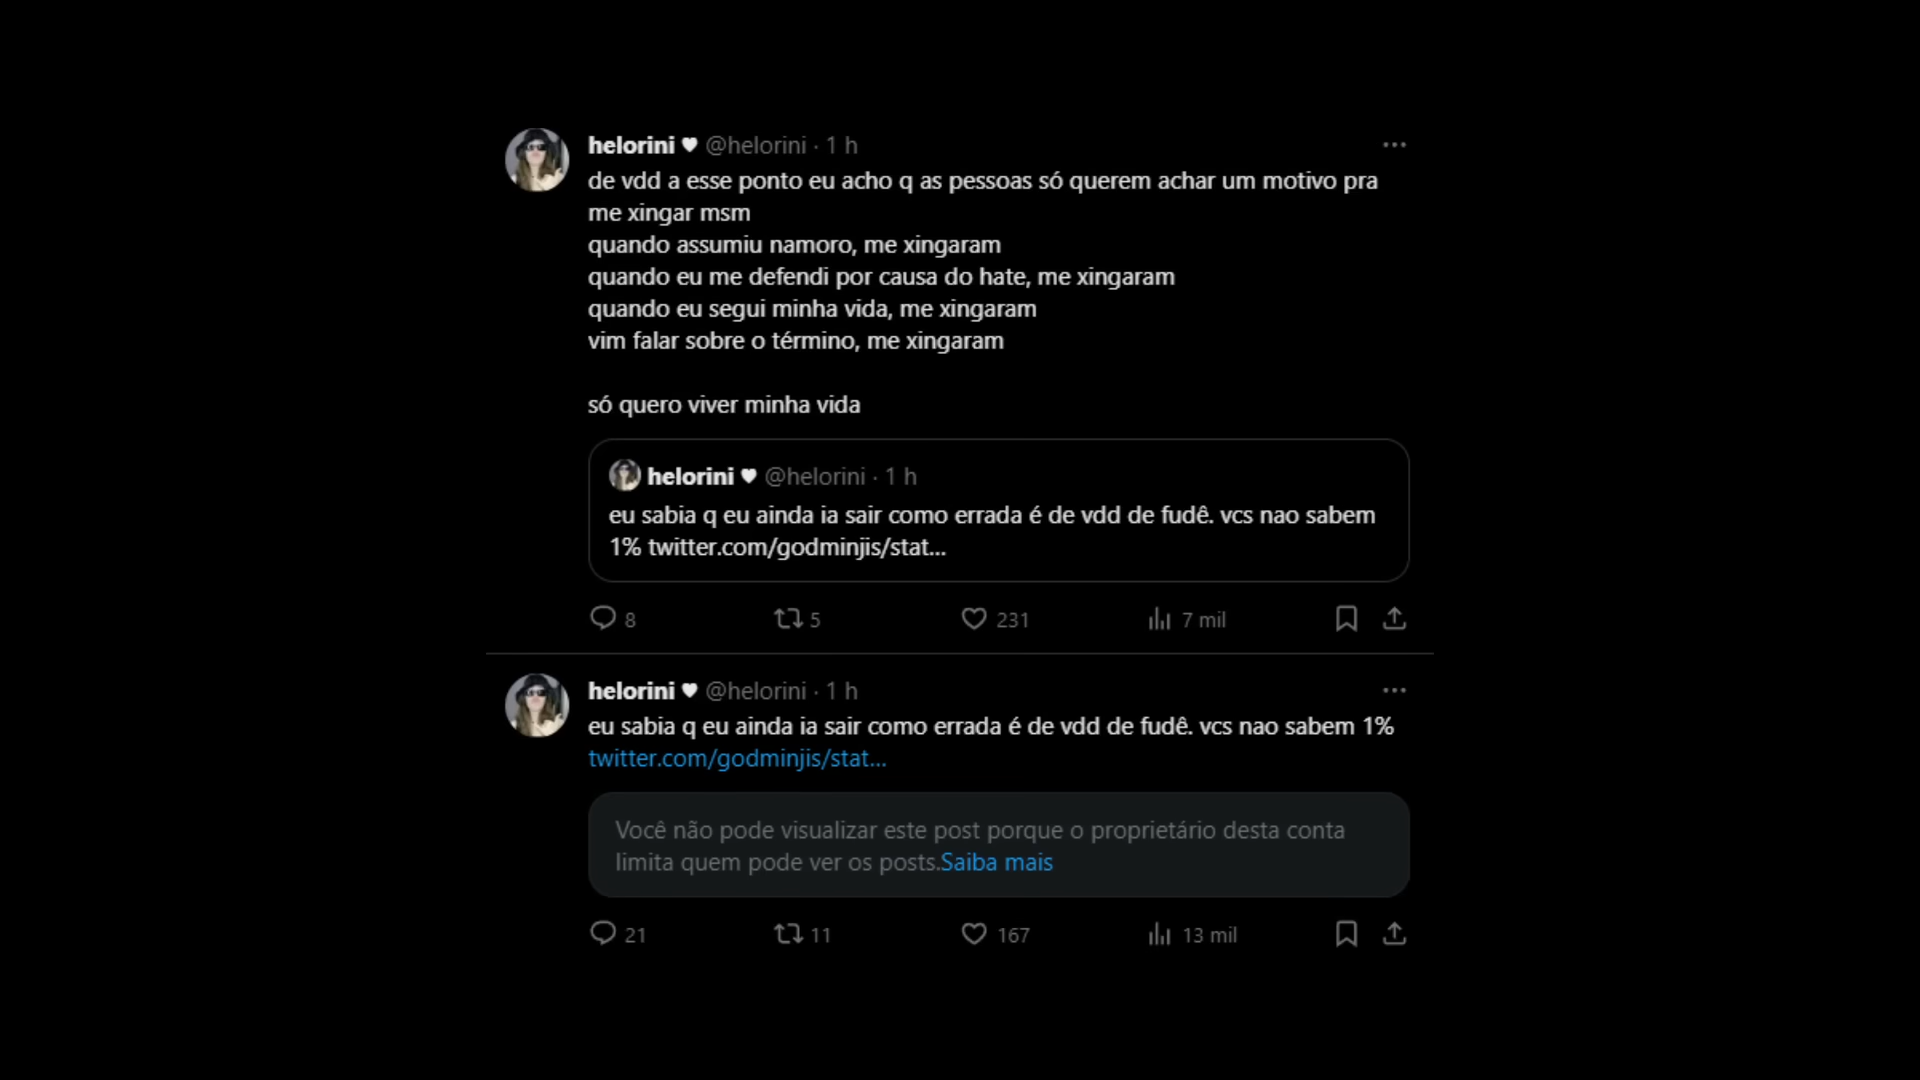 helorini ♥ @helorini · 1 h
de vdd a esse ponto eu acho q as pessoas só querem achar um motivo pra
me xingar msm
quando assumiu namoro, me xingaram
quando eu me defendi por causa do hate, me xingaram
quando eu segui minha vida, me xingaram
vim falar sobre o término, me xingaram
só quero viver minha vida
helorini ♥ @helorini · 1 h
eu sabia q eu ainda ia sair como errada é de vdd de fudê. vcs nao sabem
1% twitter.com/godminjis/stat...
8 5 231 7 mil
helorini ♥ @helorini · 1 h
eu sabia q eu ainda ia sair como errada é de vdd de fudê. vcs nao sabem 1%
twitter.com/godminjis/stat...
Você não pode visualizar este post porque o proprietário desta conta
limita quem pode ver os posts.Saiba mais
21 11 167 13 mil